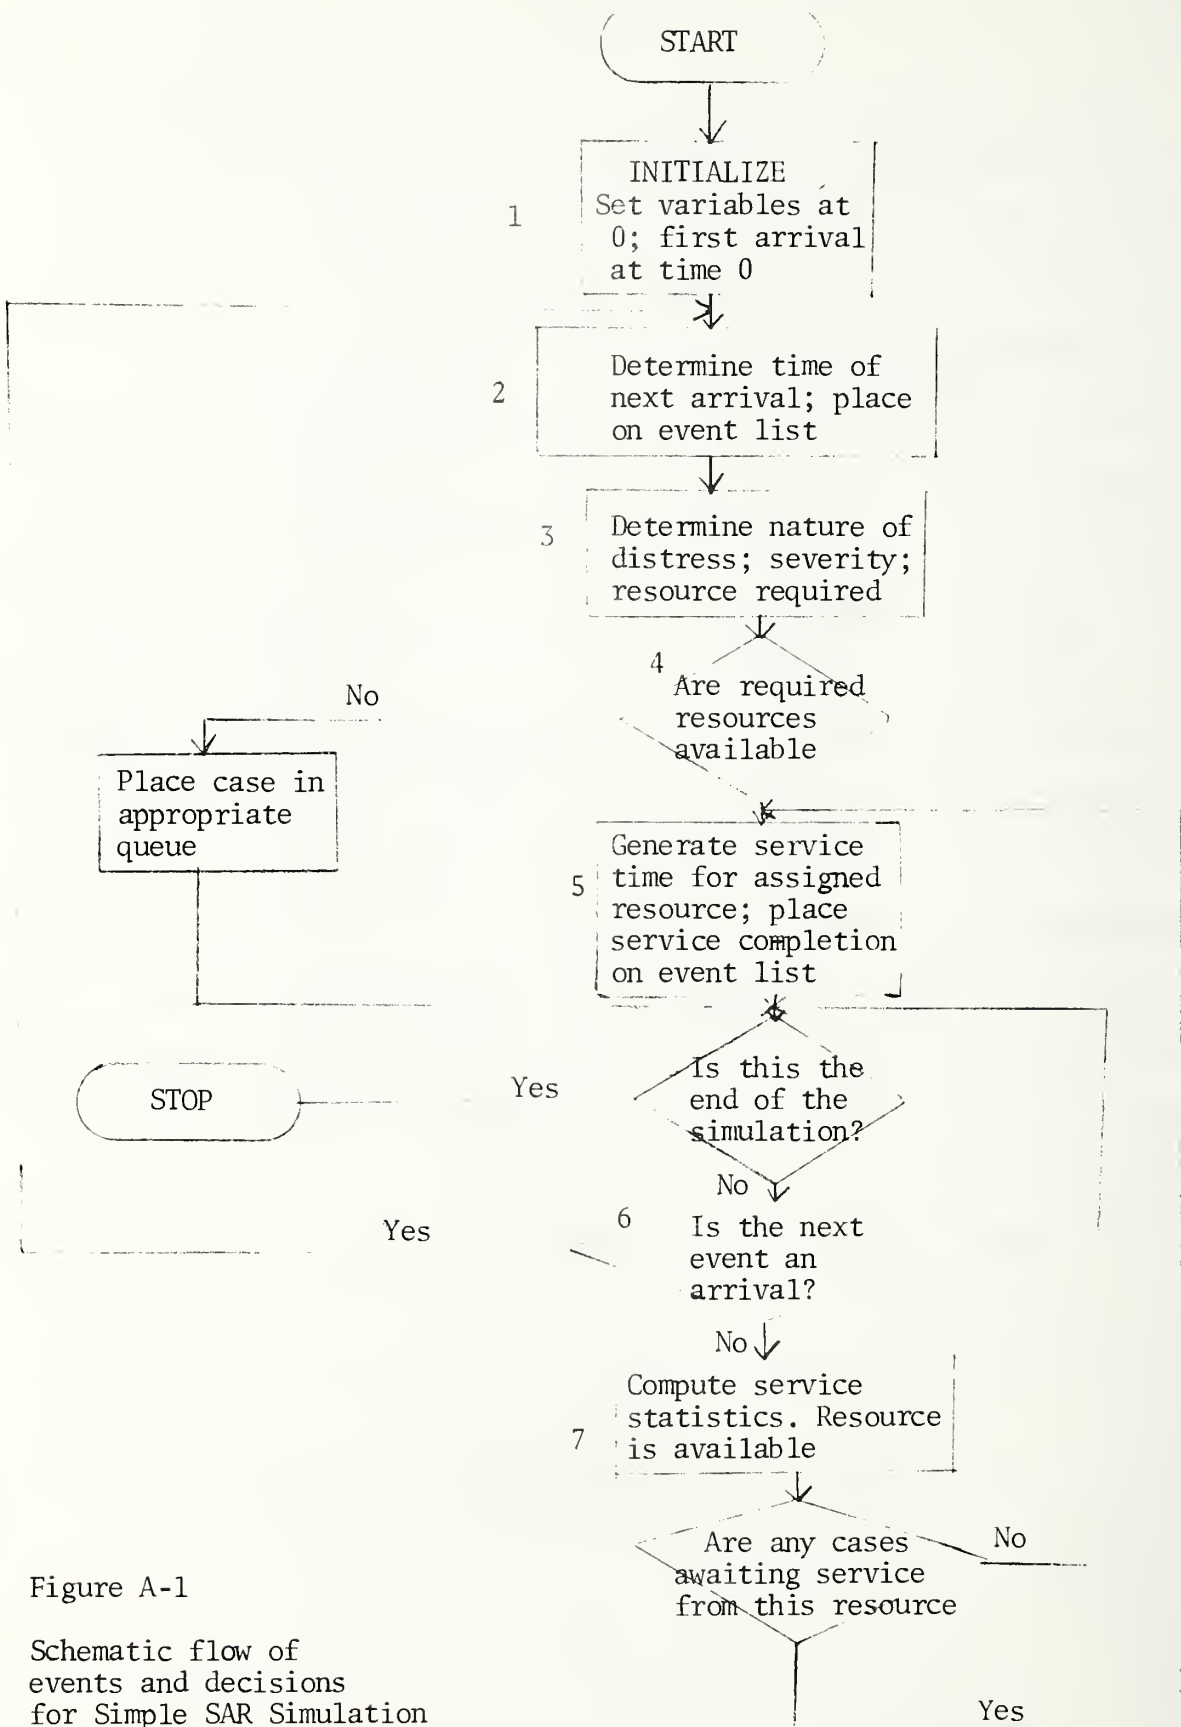 START
INITIALIZE
1
Set variables at
0; first arrival
at time 0
2
Determine time of
next arrival; place
on event list
3
Determine nature of
distress; severity;
resource required
4
Are required
resources
available
No
Place case in
appropriate
queue
5
Generate service
time for assigned
resource; place
service completion
on event list
Is this the
end of the
simulation?
Yes
STOP
No
6
Is the next
event an
arrival?
Yes
No
7
Compute service
statistics. Resource
is available
Are any cases
awaiting service
from this resource
No
Yes
Figure A-1
Schematic flow of
events and decisions
for Simple SAR Simulation